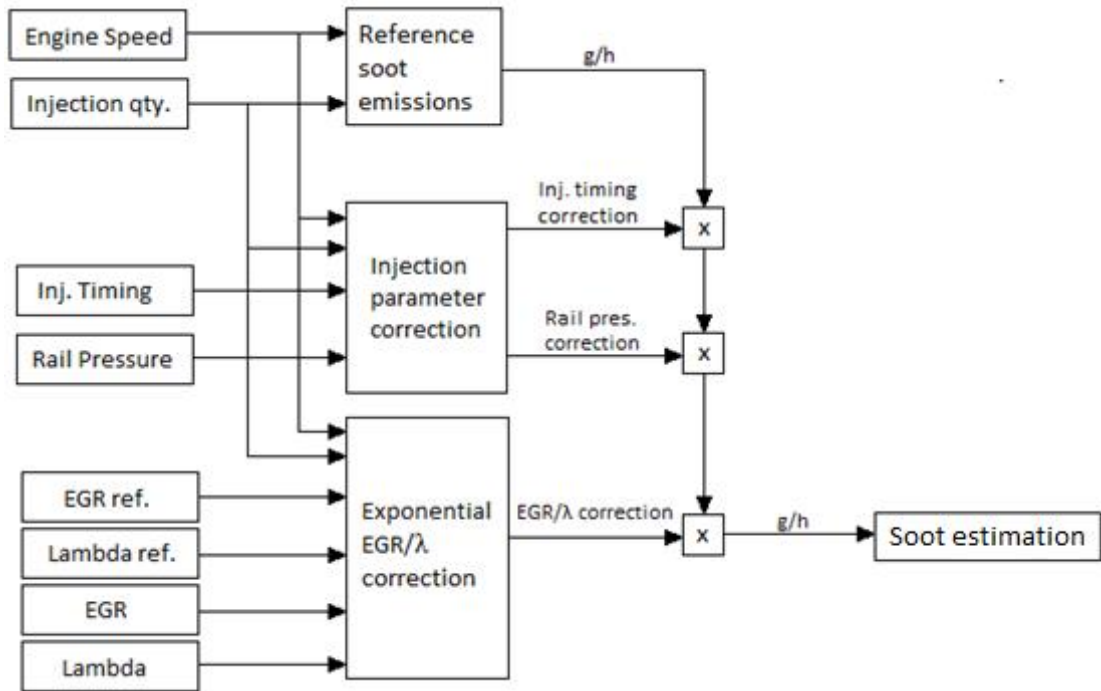 Engine Speed
Injection qty.
Reference
soot
emissions
g/h
Inj. timing
correction
x
Inj. Timing
Rail Pressure
Injection
parameter
correction
Rail pres.
correction
x
EGR ref.
Lambda ref.
EGR
Lambda
Exponential
EGR/λ
correction
EGR/λ correction
x
g/h
Soot estimation